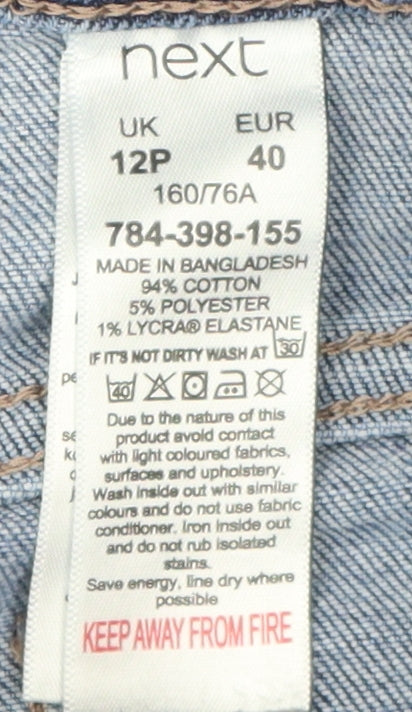 next
UK EUR
12P 40
160/76A
784-398-155
MADE IN BANGLADESH
94% COTTON
5% POLYESTER
1% LYCRA® ELASTANE
IF IT'S NOT DIRTY WASH AT 30
40
Due to the nature of this
product avoid contact
with light coloured fabrics,
surfaces and upholstery.
Wash inside out with similar
colours and do not use fabric
conditioner. Iron inside out
and do not rub isolated
stains.
Save energy, line dry where
possible
KEEP AWAY FROM FIRE